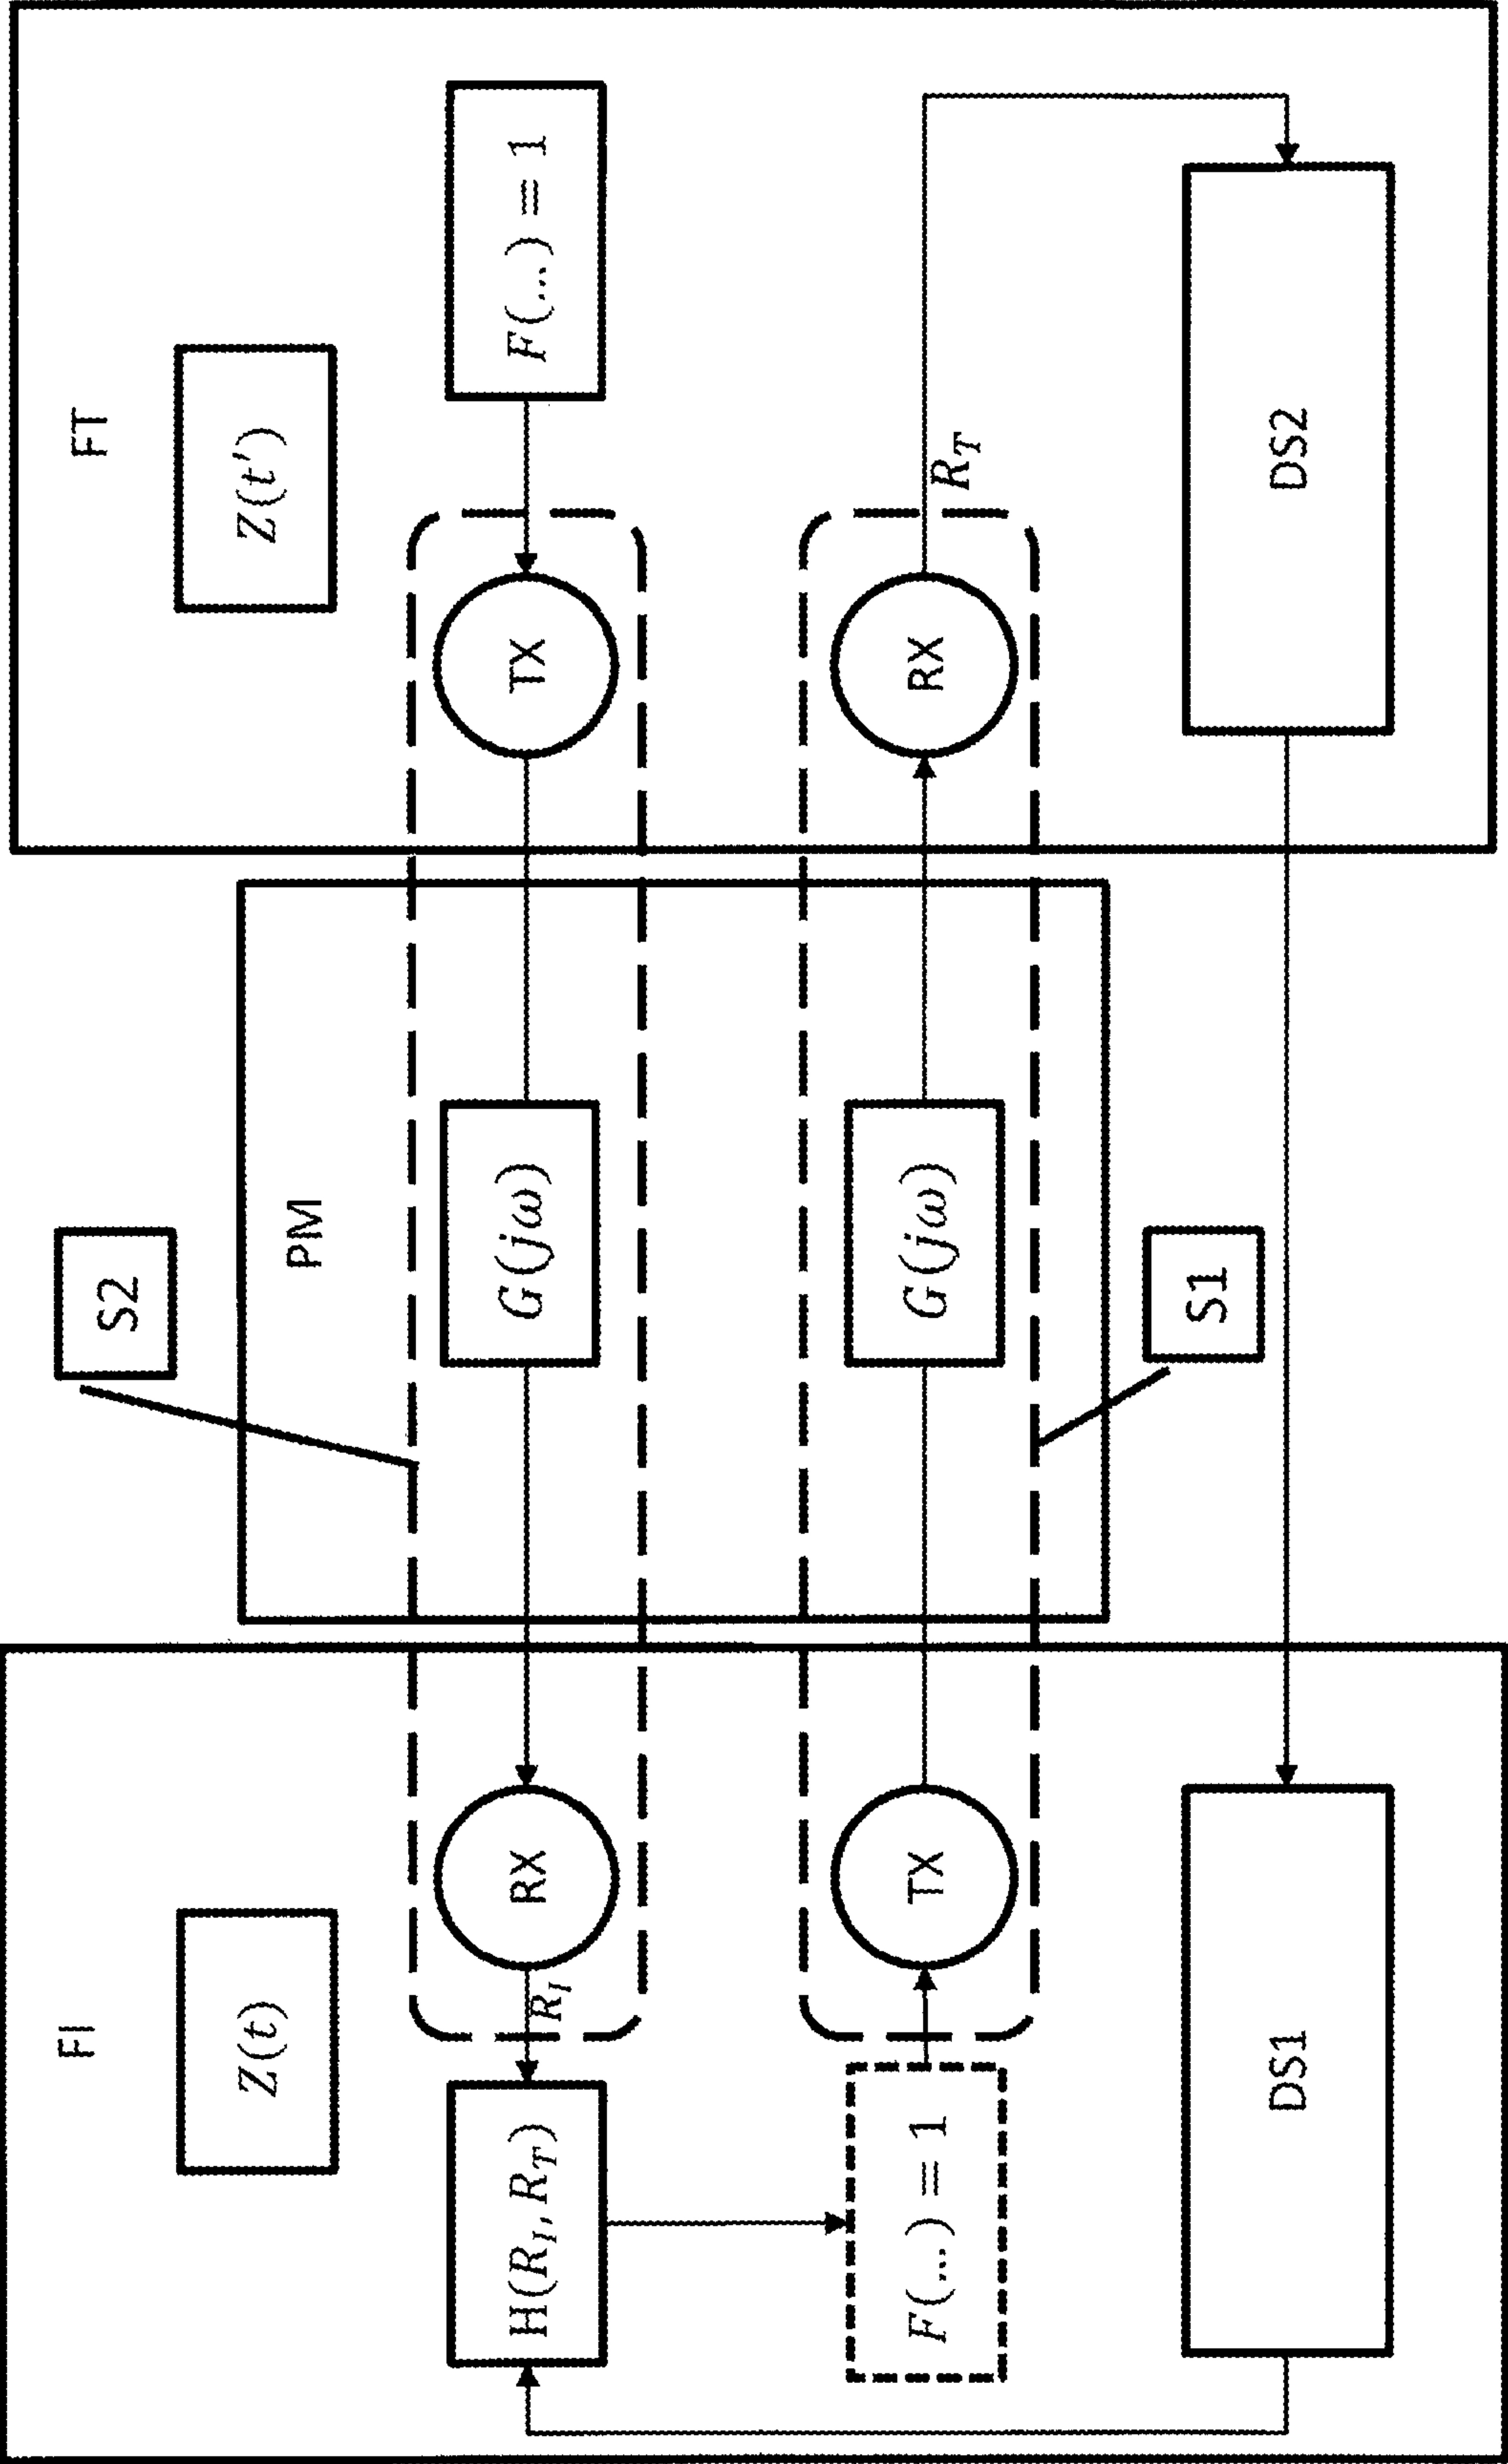 FI
Z(t)
H(R_I, R_T)
R_I
RX
F(...) = 1
TX
DS1
S2
PM
G(jω)
G(jω)
S1
FT
Z(t′)
TX
F(...) = 1
RX
R_T
DS2